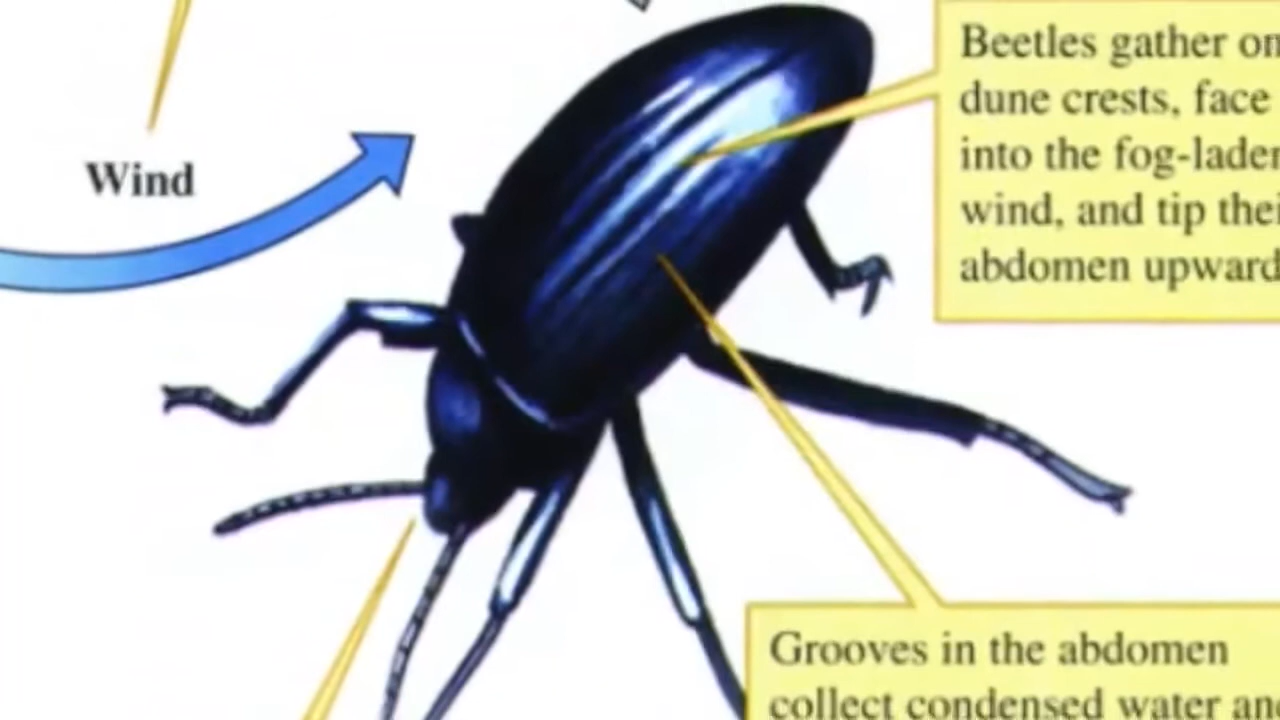 Wind
Beetles gather on
dune crests, face
into the fog-laden
wind, and tip their
abdomen upward
Grooves in the abdomen
collect condensed water and